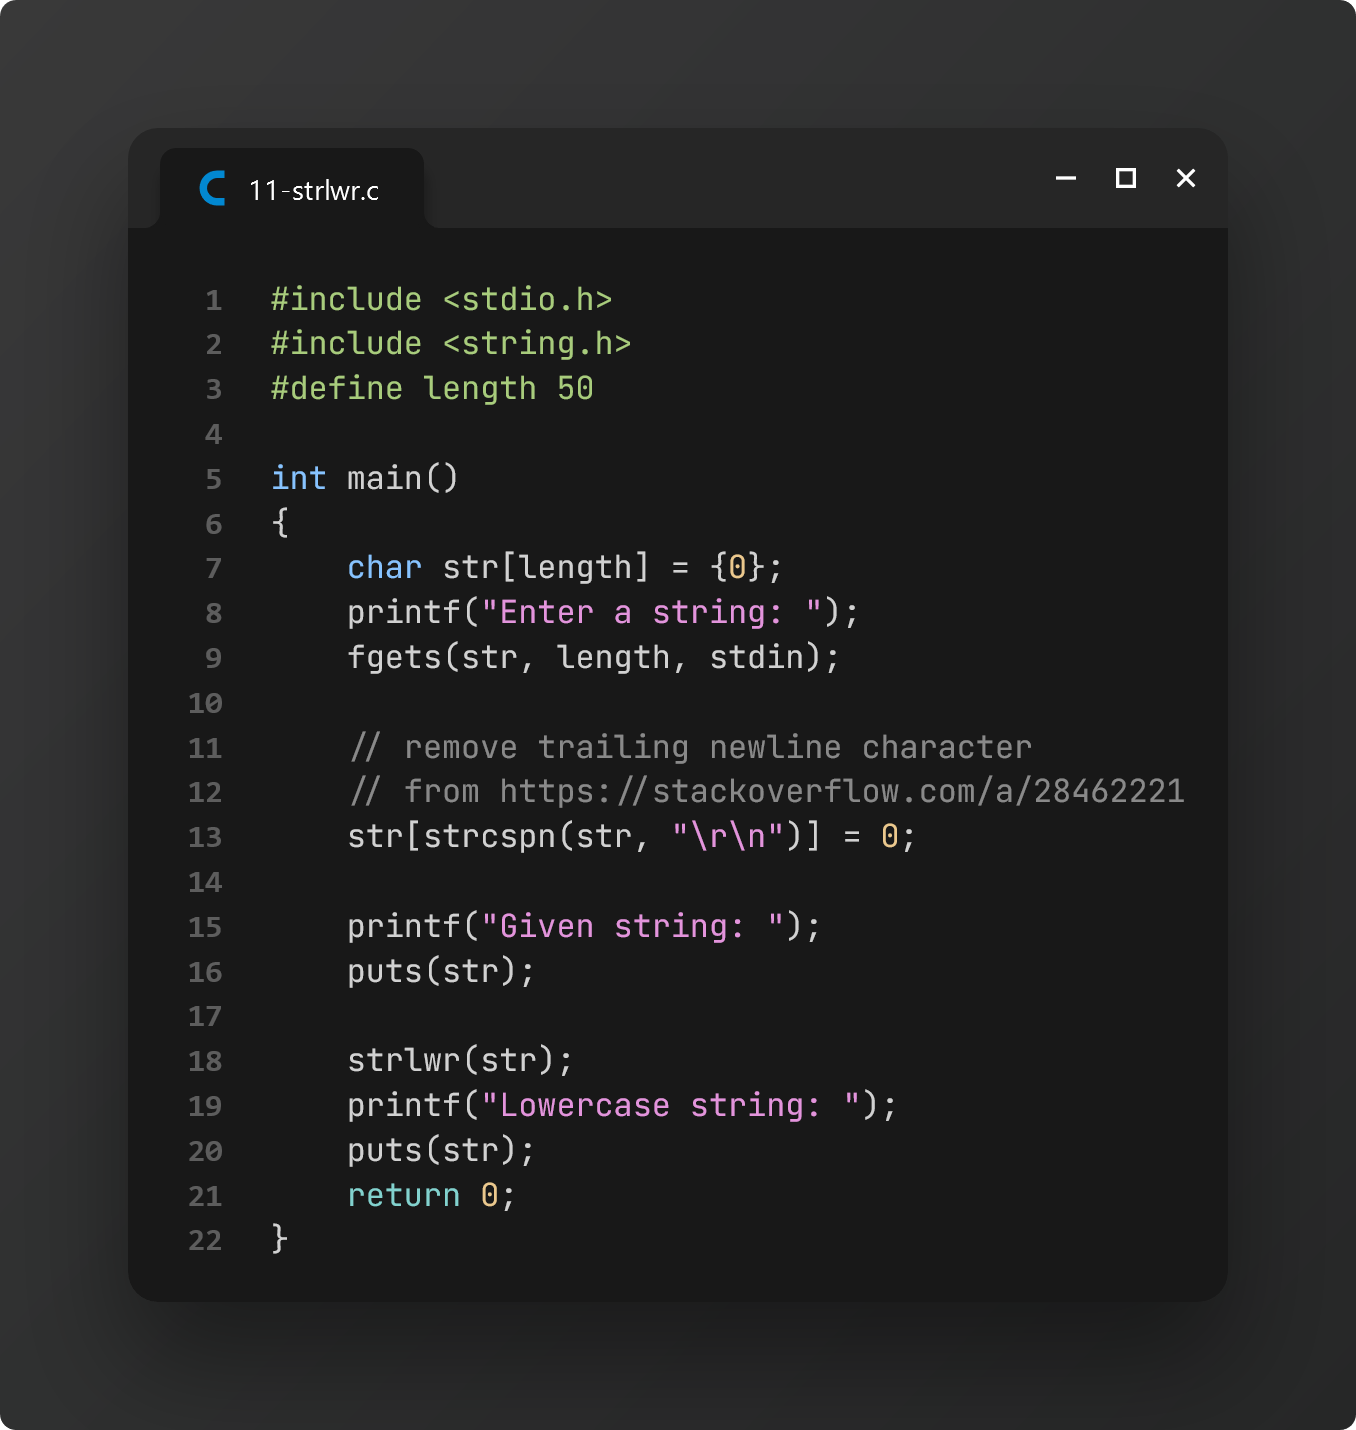 11-strlwr.c
1 #include <stdio.h>
2 #include <string.h>
3 #define length 50
4
5 int main()
6 {
7     char str[length] = {0};
8     printf("Enter a string: ");
9     fgets(str, length, stdin);
10
11     // remove trailing newline character
12     // from https://stackoverflow.com/a/28462221
13     str[strcspn(str, "\r\n")] = 0;
14
15     printf("Given string: ");
16     puts(str);
17
18     strlwr(str);
19     printf("Lowercase string: ");
20     puts(str);
21     return 0;
22 }